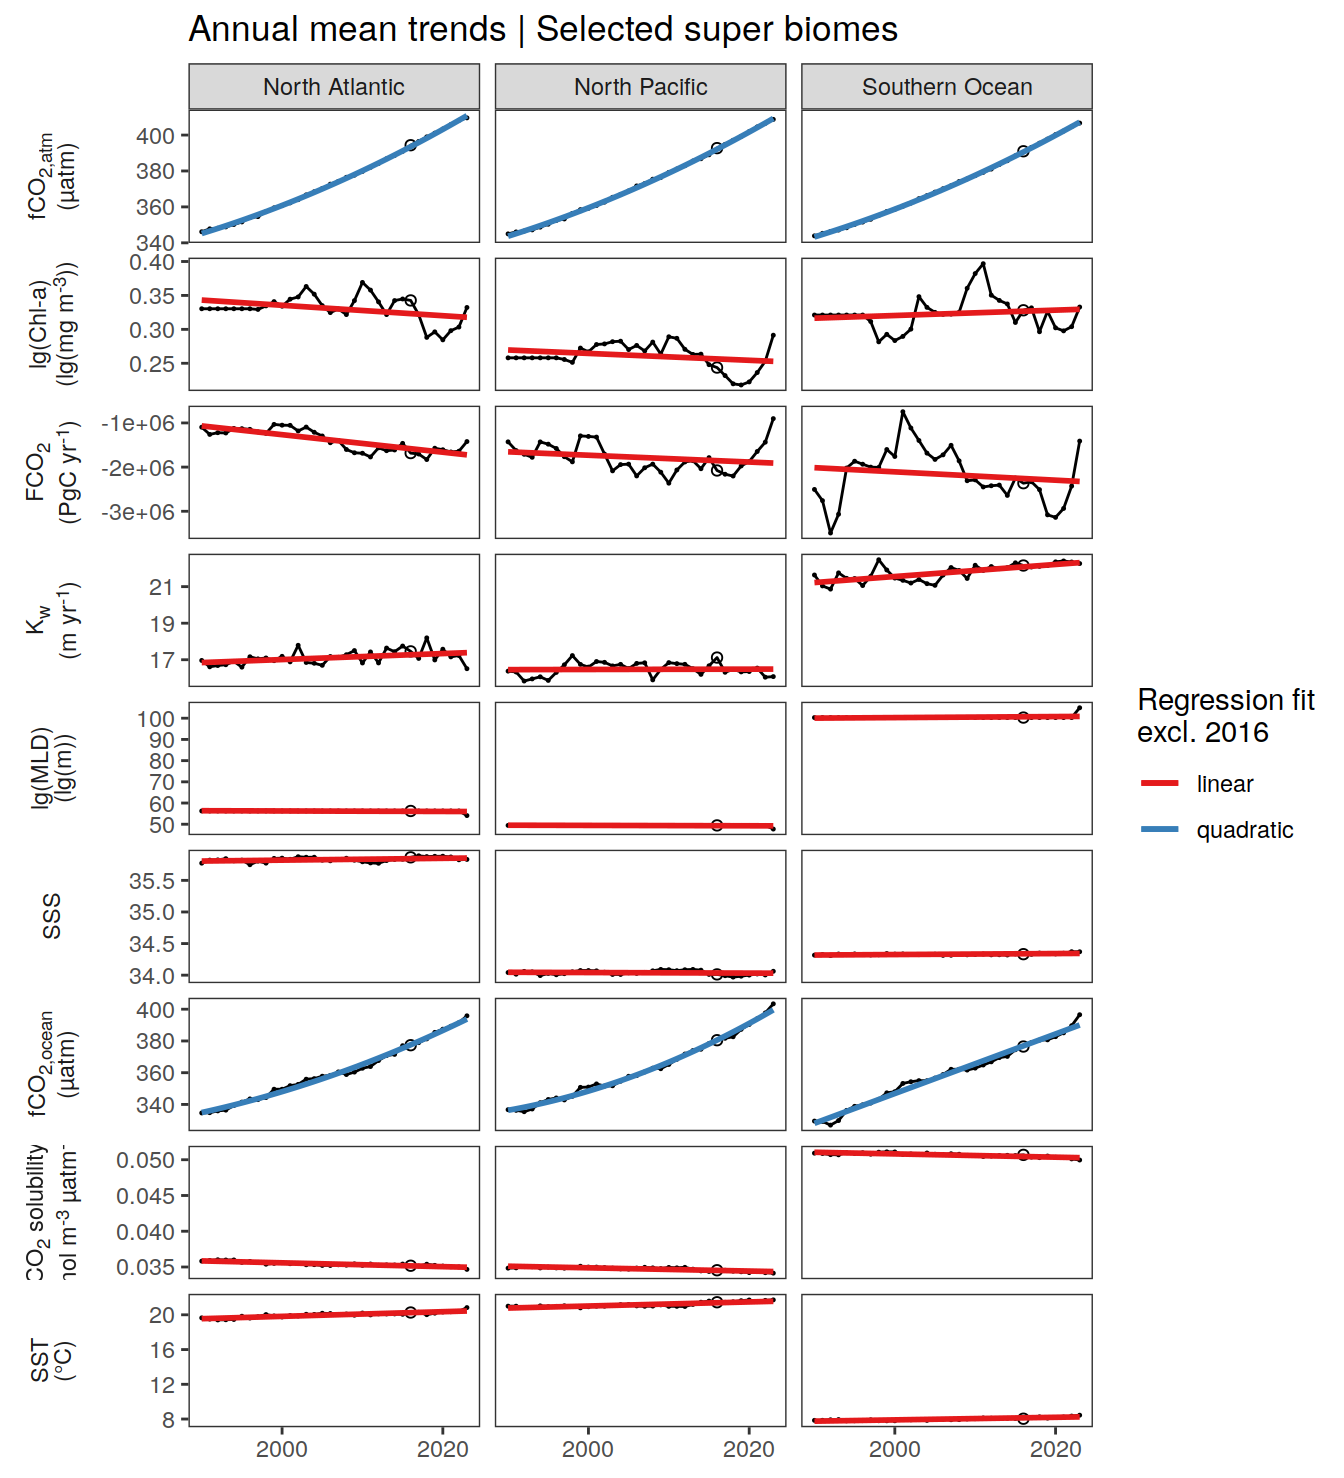 Annual mean trends | Selected super biomes
North Atlantic
North Pacific
Southern Ocean
fCO2,atm
(µatm)
400
380
360
340
lg(Chl-a)
(lg(mg m-3))
0.40
0.35
0.30
0.25
FCO2
(PgC yr-1)
-1e+06
-2e+06
-3e+06
Kw
(m yr-1)
21
19
17
lg(MLD)
(lg(m))
100
90
80
70
60
50
SSS
35.5
35.0
34.5
34.0
fCO2,ocean
(µatm)
400
380
360
340
CO2 solubility
nol m-3 µatm-
0.050
0.045
0.040
0.035
SST
(°C)
20
16
12
8
2000
2020
2000
2020
2000
2020
Regression fit
excl. 2016
linear
quadratic